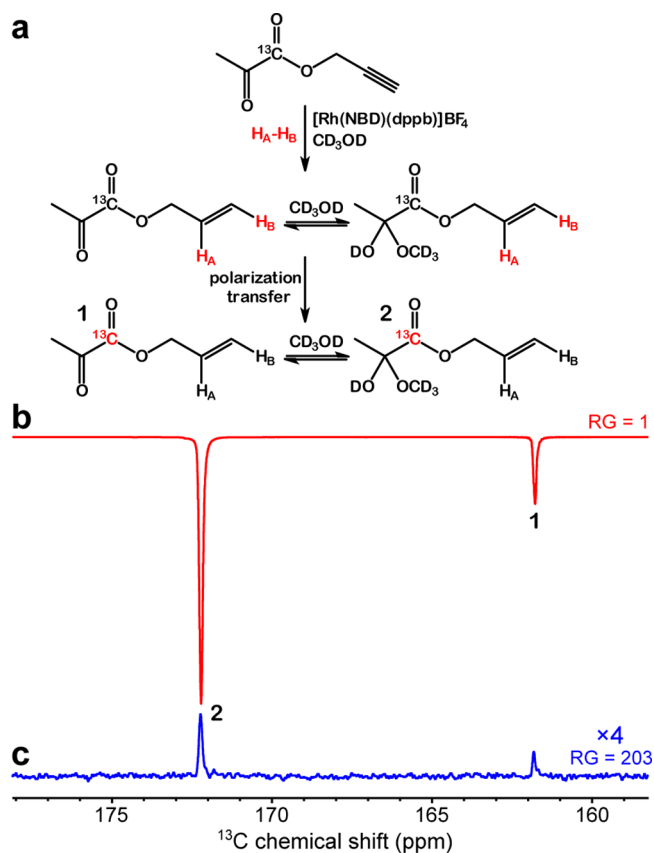 a
O
13C
O
O
HA-HB
[Rh(NBD)(dppb)]BF4
CD3OD
O
13C
O
O
HB
HA
CD3OD
O
13C
O
DO
OCD3
HB
HA
polarization
transfer
1
O
13C
O
O
HB
HA
CD3OD
2
O
13C
O
DO
OCD3
HB
HA
b
RG = 1
1
2
c
×4
RG = 203
175
170
165
160
13C chemical shift (ppm)